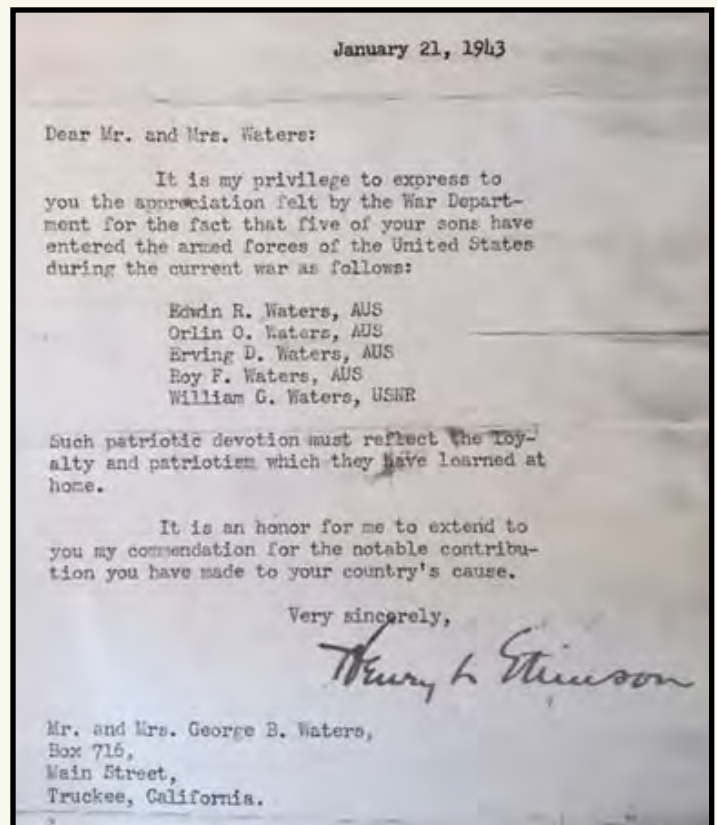 January 21, 1943
Dear Mr. and Mrs. Waters:
It is my privilege to express to
you the appreciation felt by the War Depart-
ment for the fact that five of your sons have
entered the armed forces of the United States
during the current war as follows:
Edwin R. Waters, AUS
Orlin O. Waters, AUS
Erving D. Waters, AUS
Roy F. Waters, AUS
William G. Waters, USNR
Such patriotic devotion must reflect the loy-
alty and patriotism which they have learned at
home.
It is an honor for me to extend to
you my commendation for the notable contribu-
tion you have made to your country's cause.
Very sincerely,
Henry L Stimson
Mr. and Mrs. George B. Waters,
Box 716,
Main Street,
Truckee, California.